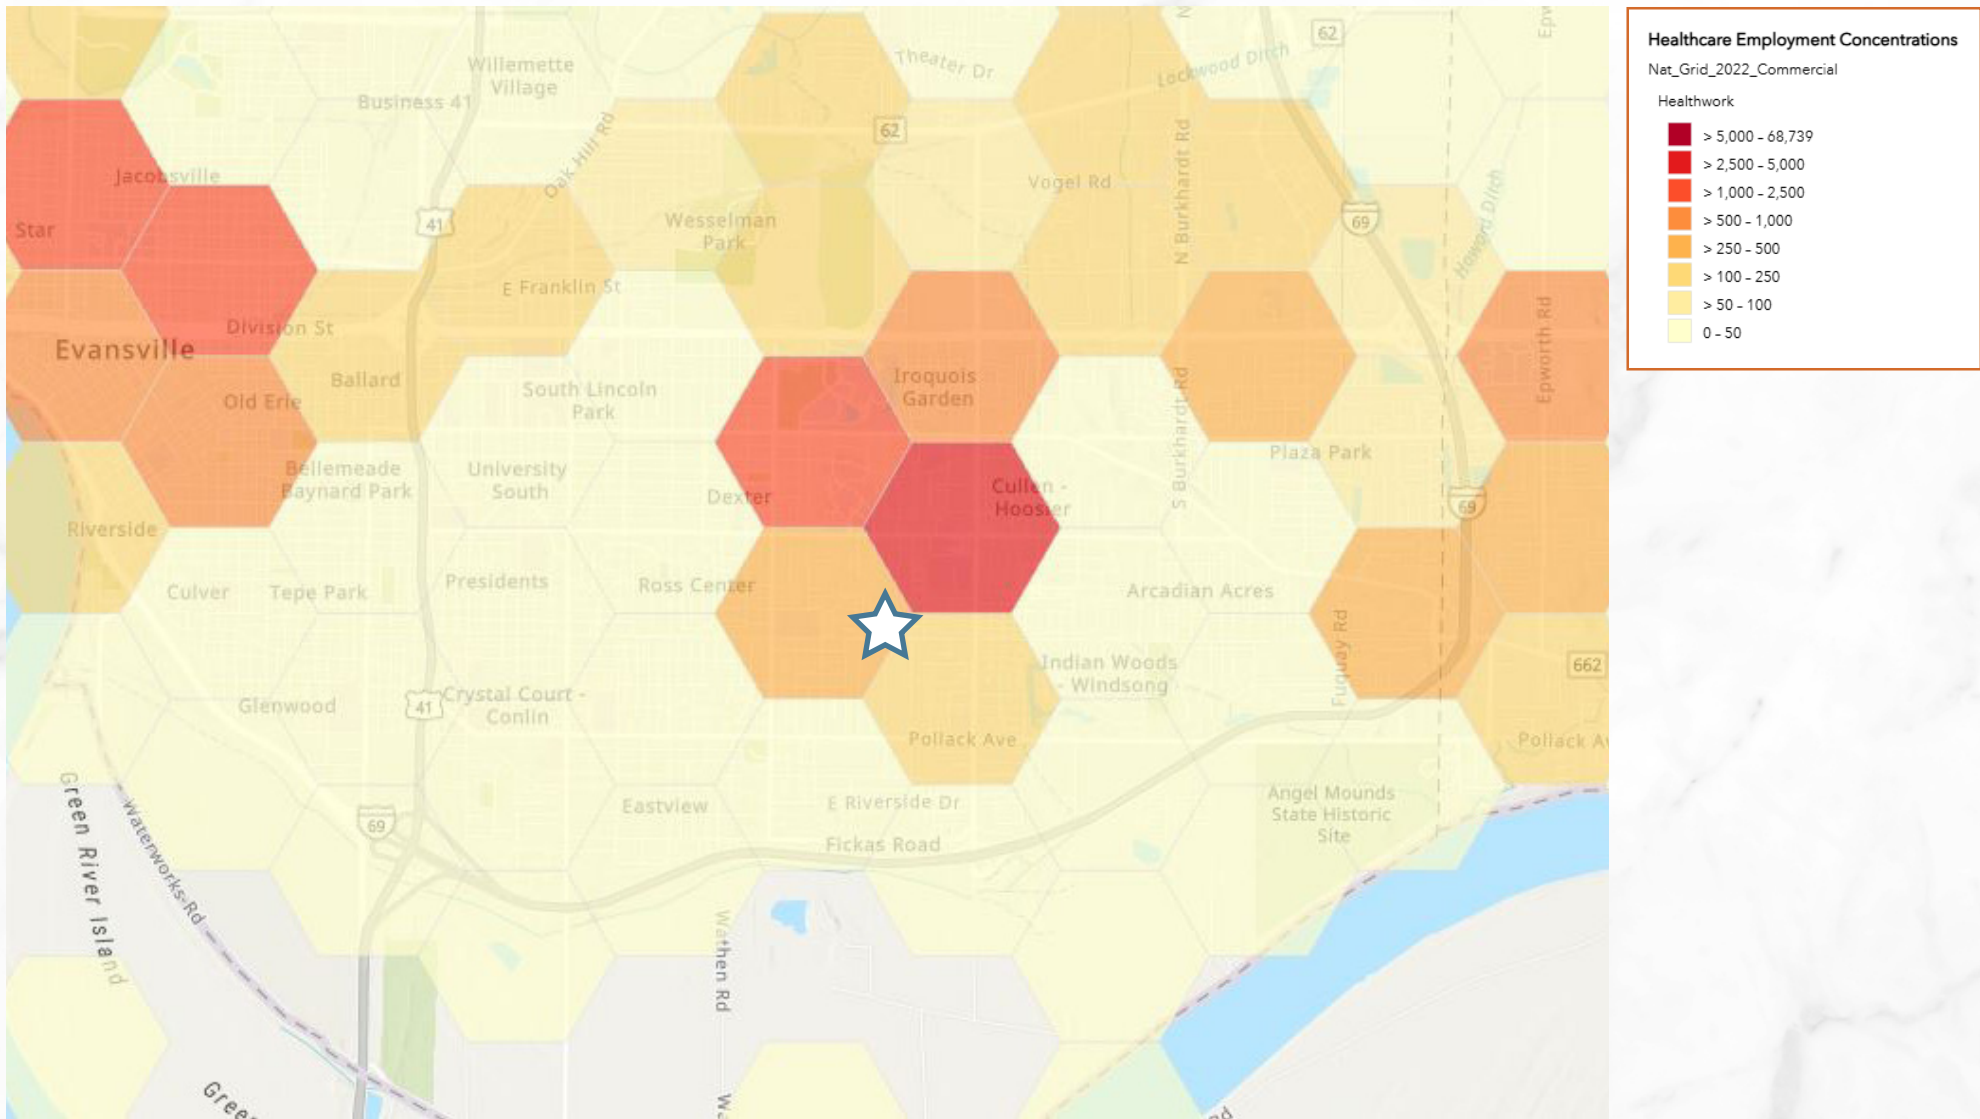 Healthcare Employment Concentrations
Nat_Grid_2022_Commercial
Healthwork
> 5,000 - 68,739
> 2,500 - 5,000
> 1,000 - 2,500
> 500 - 1,000
> 250 - 500
> 100 - 250
> 50 - 100
0 - 50
62
Willemette
Village
Theater Dr
Lockwood Ditch
Business 41
62
Oak Hill Rd
N Burkhardt Rd
Jacobsville
Vogel Rd
Howard Ditch
Star
41
Wesselman
Park
69
E Franklin St
Division St
Evansville
Epworth Rd
Ballard
South Lincoln
Park
Iroquois
Garden
Old Erie
S Burkhardt Rd
Plaza Park
Bellemeade
Baynard Park
University
South
Dexter
Cullen -
Hoosier
69
Riverside
Culver
Tepe Park
Presidents
Ross Center
Arcadian Acres
Fuquay Rd
Indian Woods
- Windsong
662
Glenwood
41
Crystal Court -
Conlin
Pollack Ave
Pollack Av
Green River Island
Waterworks Rd
69
Eastview
E Riverside Dr
Angel Mounds
State Historic
Site
Fickas Road
Wathen Rd
Gree
Wa
Rd